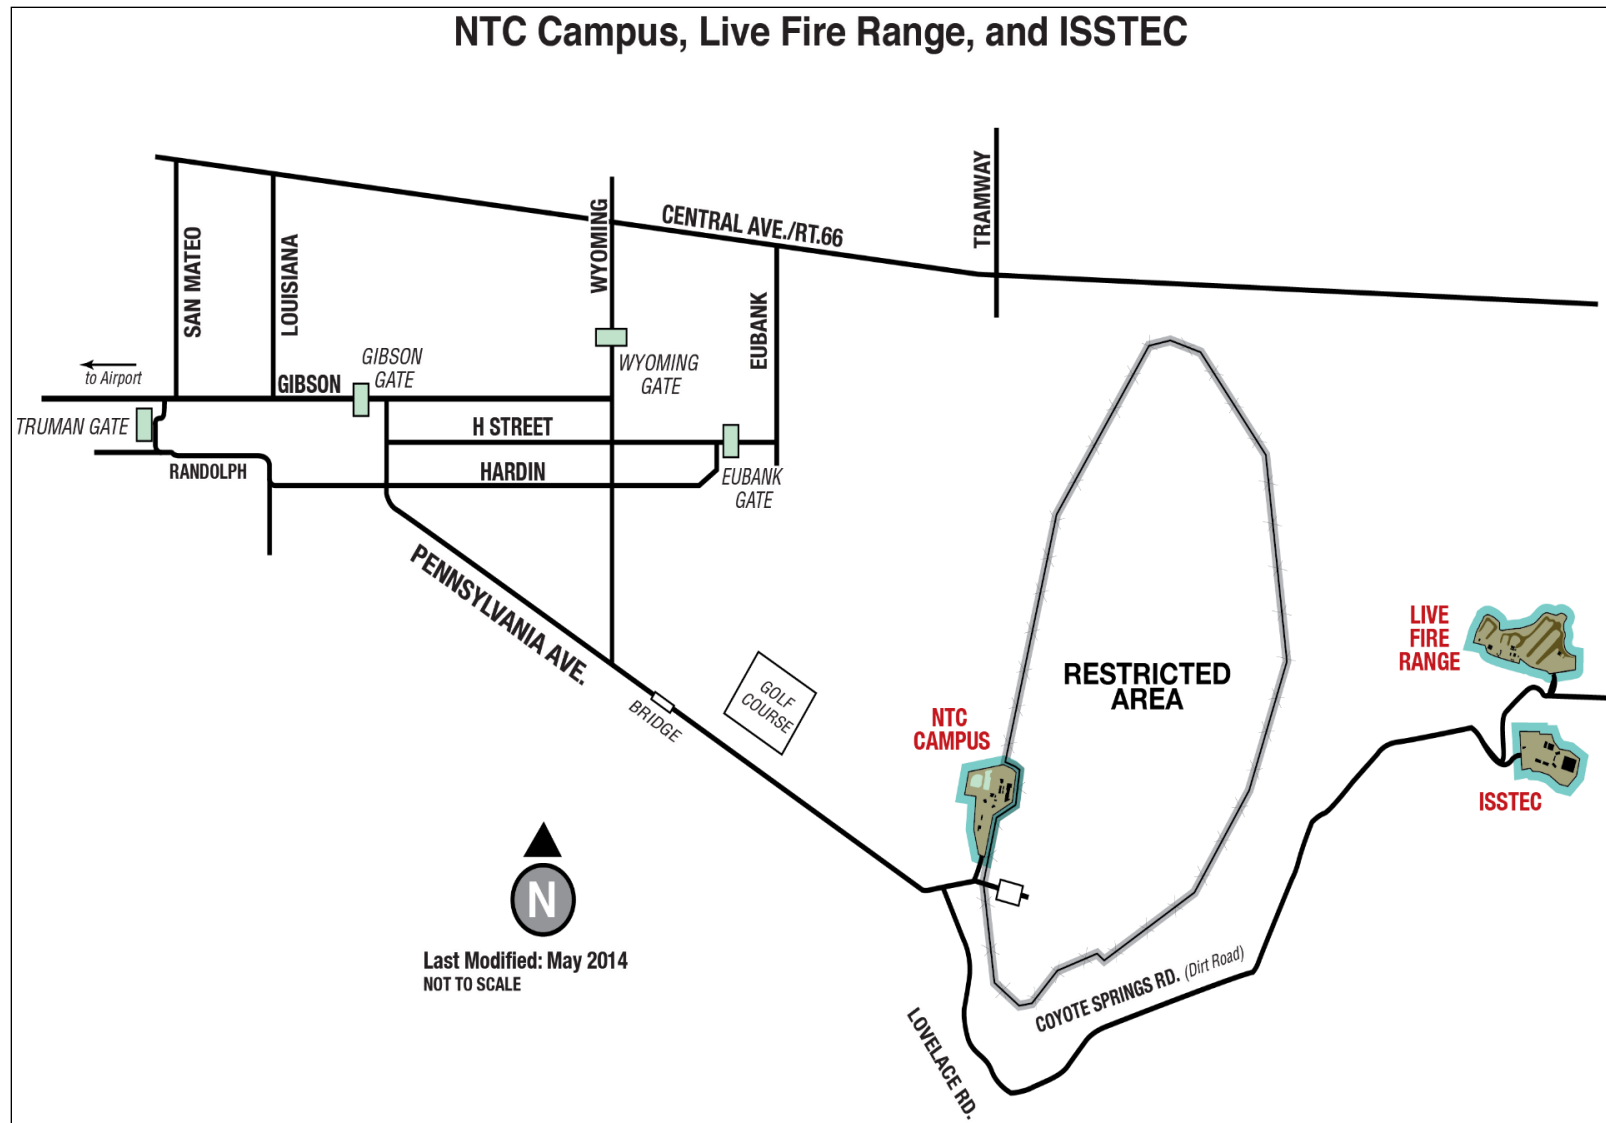 NTC Campus, Live Fire Range, and ISSTEC
TRAMWAY
SAN MATEO
LOUISIANA
WYOMING
CENTRAL AVE./RT.66
EUBANK
to Airport
GIBSON
GIBSON
GATE
WYOMING
GATE
TRUMAN GATE
H STREET
RANDOLPH
HARDIN
EUBANK
GATE
PENNSYLVANIA AVE.
BRIDGE
GOLF
COURSE
RESTRICTED
AREA
LIVE
FIRE
RANGE
NTC
CAMPUS
ISSTEC
N
Last Modified: May 2014
NOT TO SCALE
COYOTE SPRINGS RD. (Dirt Road)
LOVELACE RD.